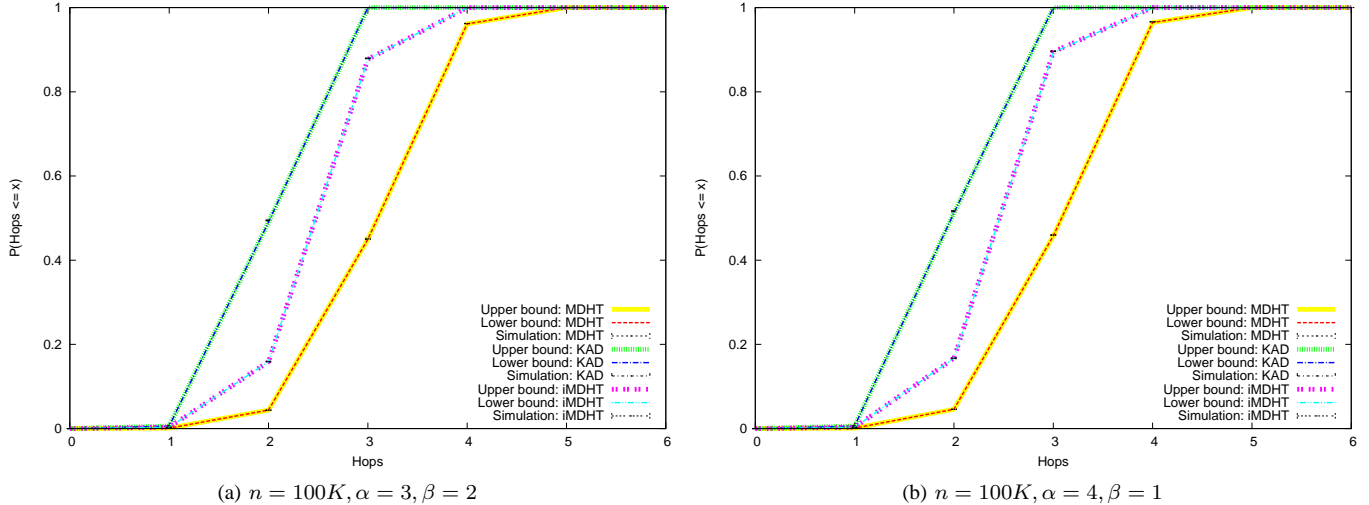 1
0.8
0.6
0.4
0.2
0
P(Hops <= x)
0 1 2 3 4 5 6
Hops
Upper bound: MDHT
Lower bound: MDHT
Simulation: MDHT
Upper bound: KAD
Lower bound: KAD
Simulation: KAD
Upper bound: iMDHT
Lower bound: iMDHT
Simulation: iMDHT
(a) n = 100K, α = 3, β = 2
1
0.8
0.6
0.4
0.2
0
P(Hops <= x)
0 1 2 3 4 5 6
Hops
Upper bound: MDHT
Lower bound: MDHT
Simulation: MDHT
Upper bound: KAD
Lower bound: KAD
Simulation: KAD
Upper bound: iMDHT
Lower bound: iMDHT
Simulation: iMDHT
(b) n = 100K, α = 4, β = 1